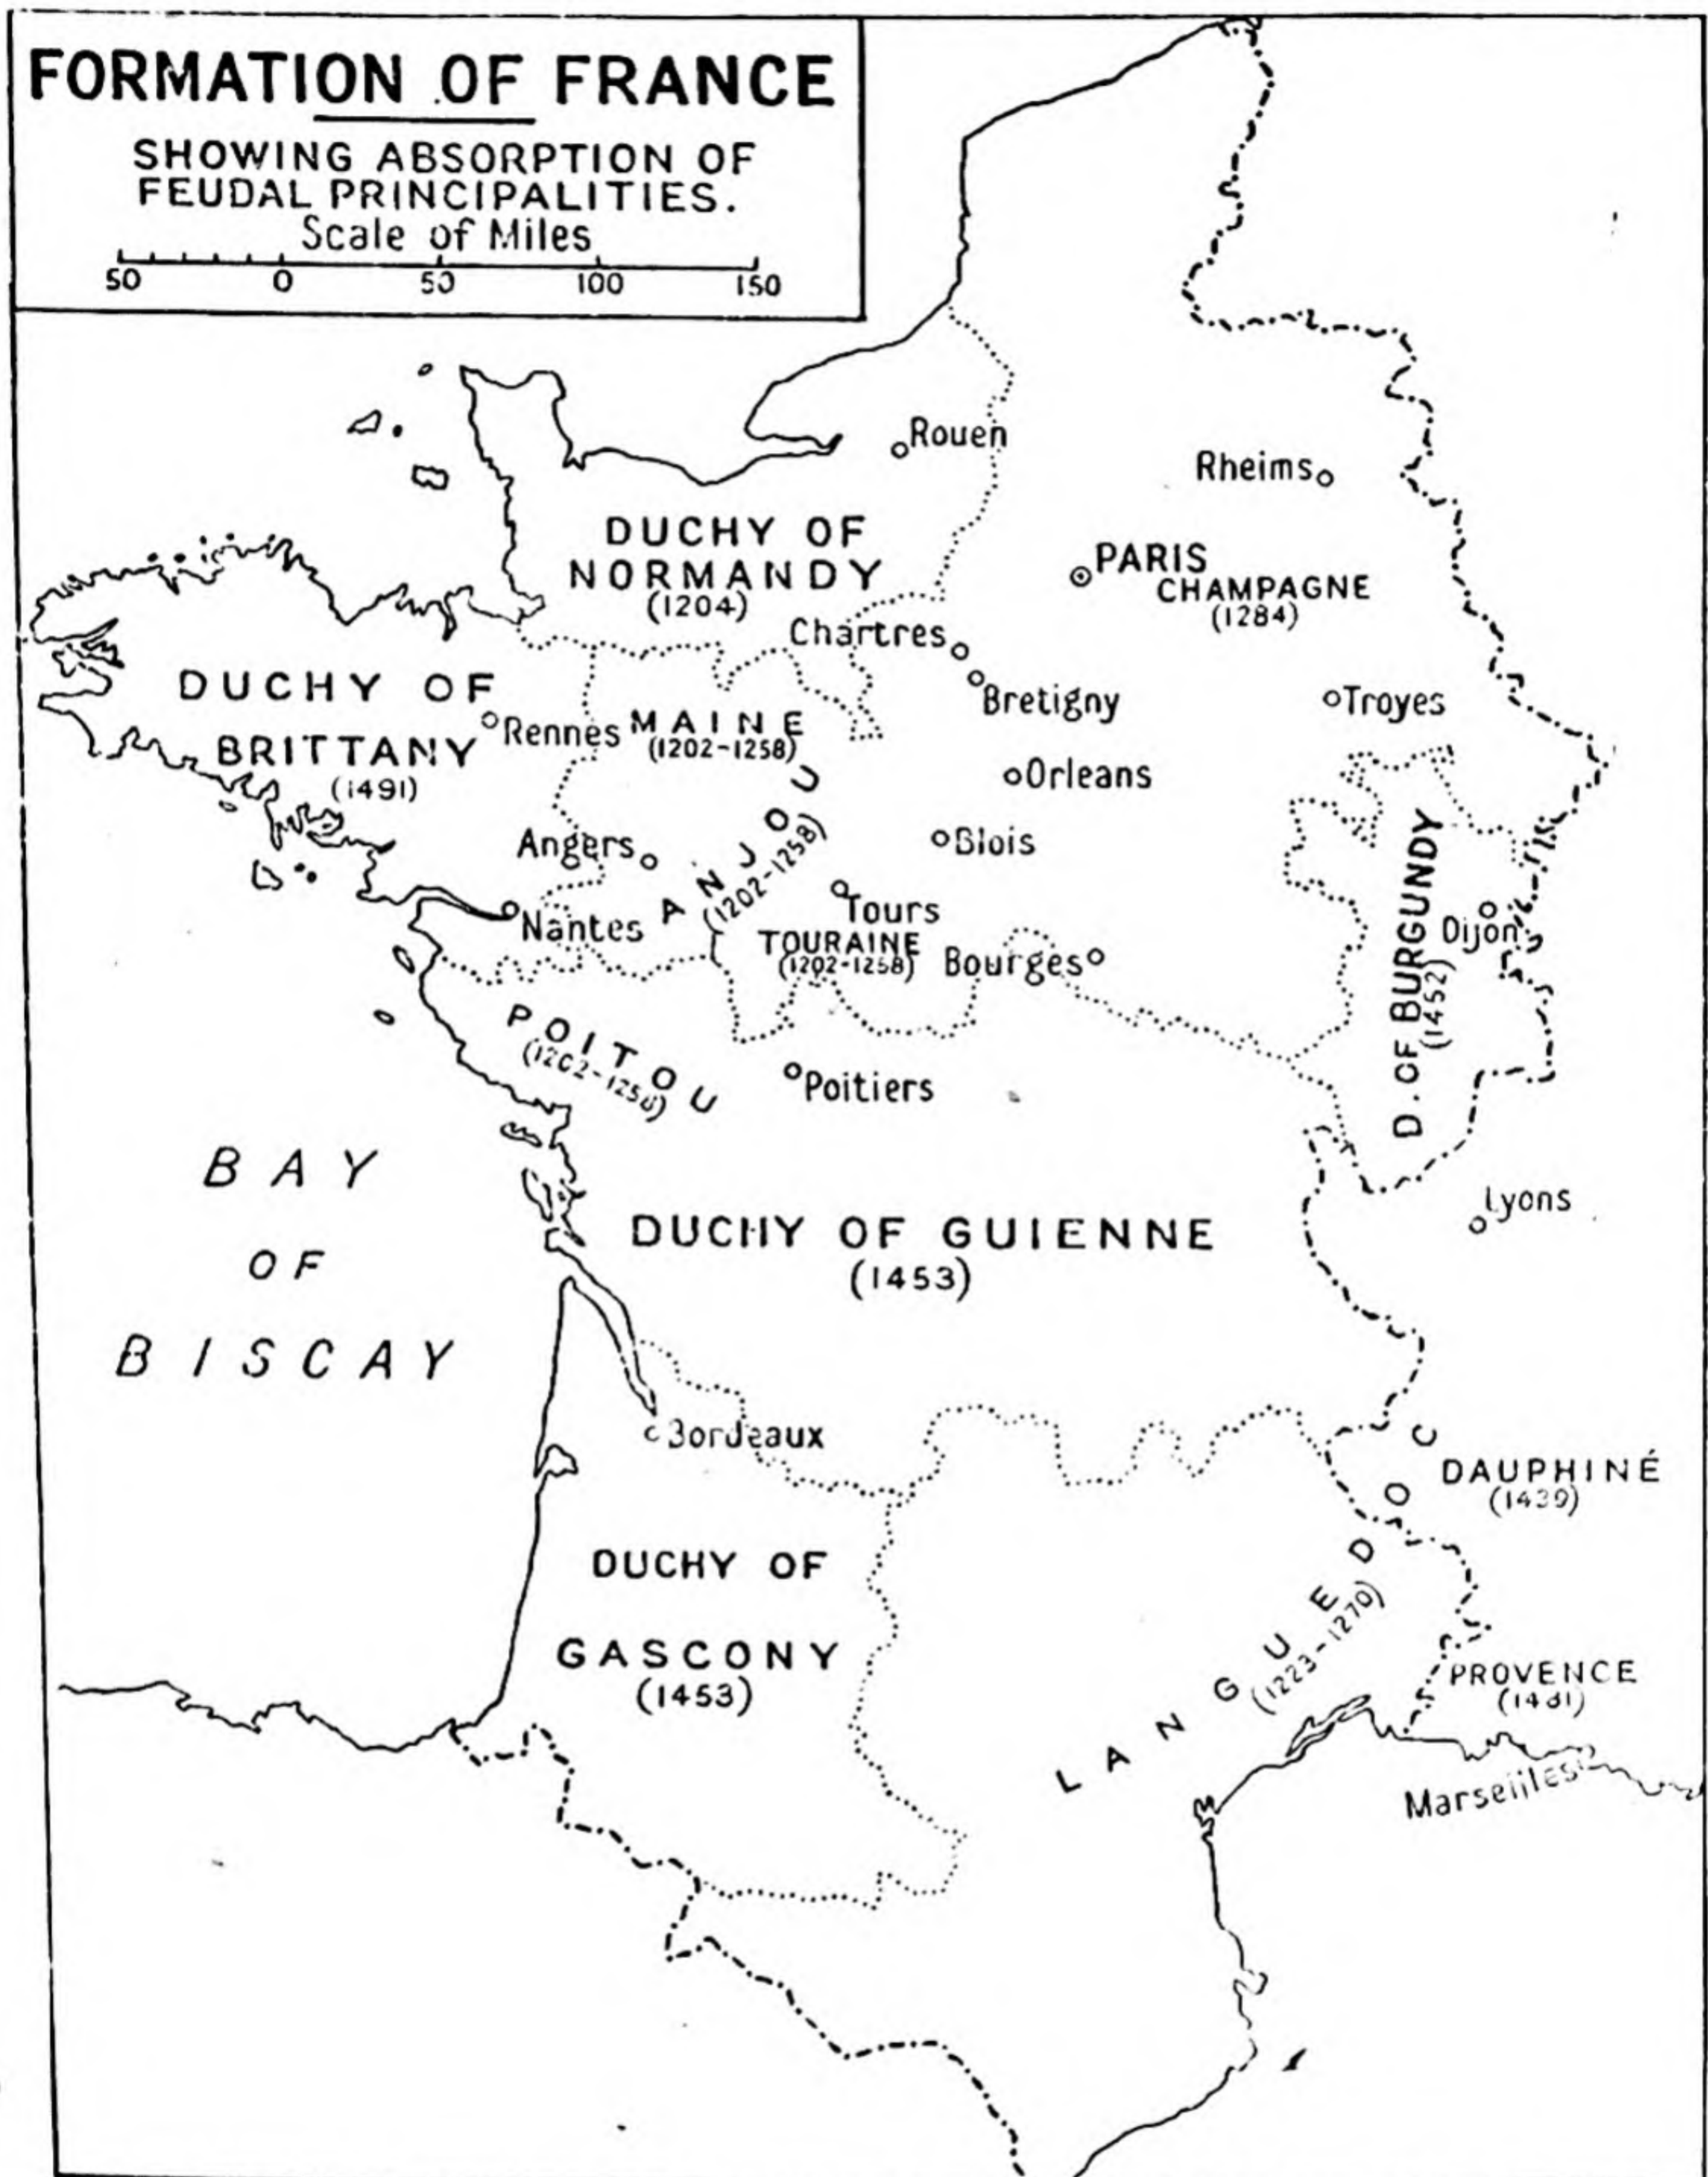 FORMATION OF FRANCE
SHOWING ABSORPTION OF
FEUDAL PRINCIPALITIES.
Scale of Miles
50 0 50 100 150
Rouen
Rheims
DUCHY OF
NORMANDY
(1204)
PARIS
CHAMPAGNE
(1284)
Chartres
Bretigny
Troyes
DUCHY OF
BRITTANY
(1491)
Rennes
MAINE
(1202-1258)
Orleans
Angers
ANJOU
(1202-1258)
Blois
D. OF BURGUNDY
(1452)
Dijon
Nantes
Tours
TOURAINE
(1202-1258)
Bourges
POITOU
Poitiers
BAY
OF
BISCAY
DUCHY OF GUIENNE
(1453)
Lyons
Bordeaux
DAUPHINÉ
DUCHY OF
GASCONY
(1453)
LANGUEDOC
(1223-1270)
PROVENCE
Marseilles